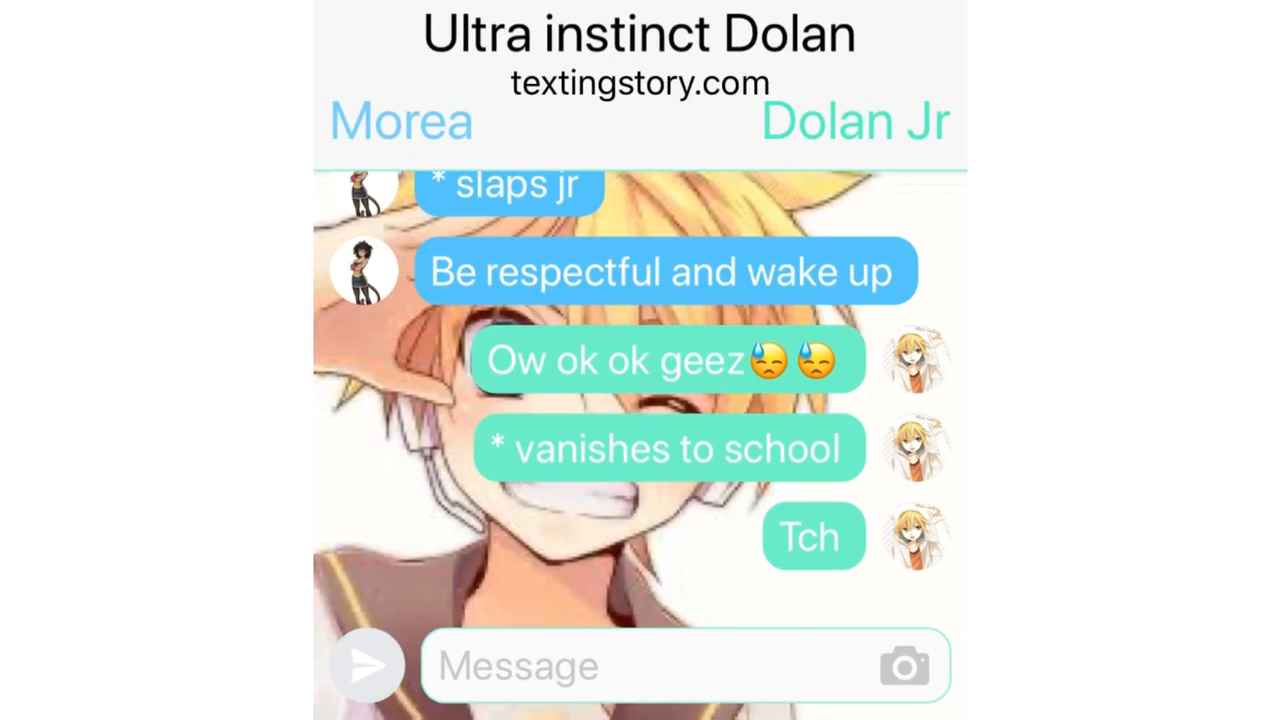 Ultra instinct Dolan
textingstory.com
Morea
Dolan Jr
* slaps jr
Be respectful and wake up
Ow ok ok geez😓 😓
* vanishes to school
Tch
Message